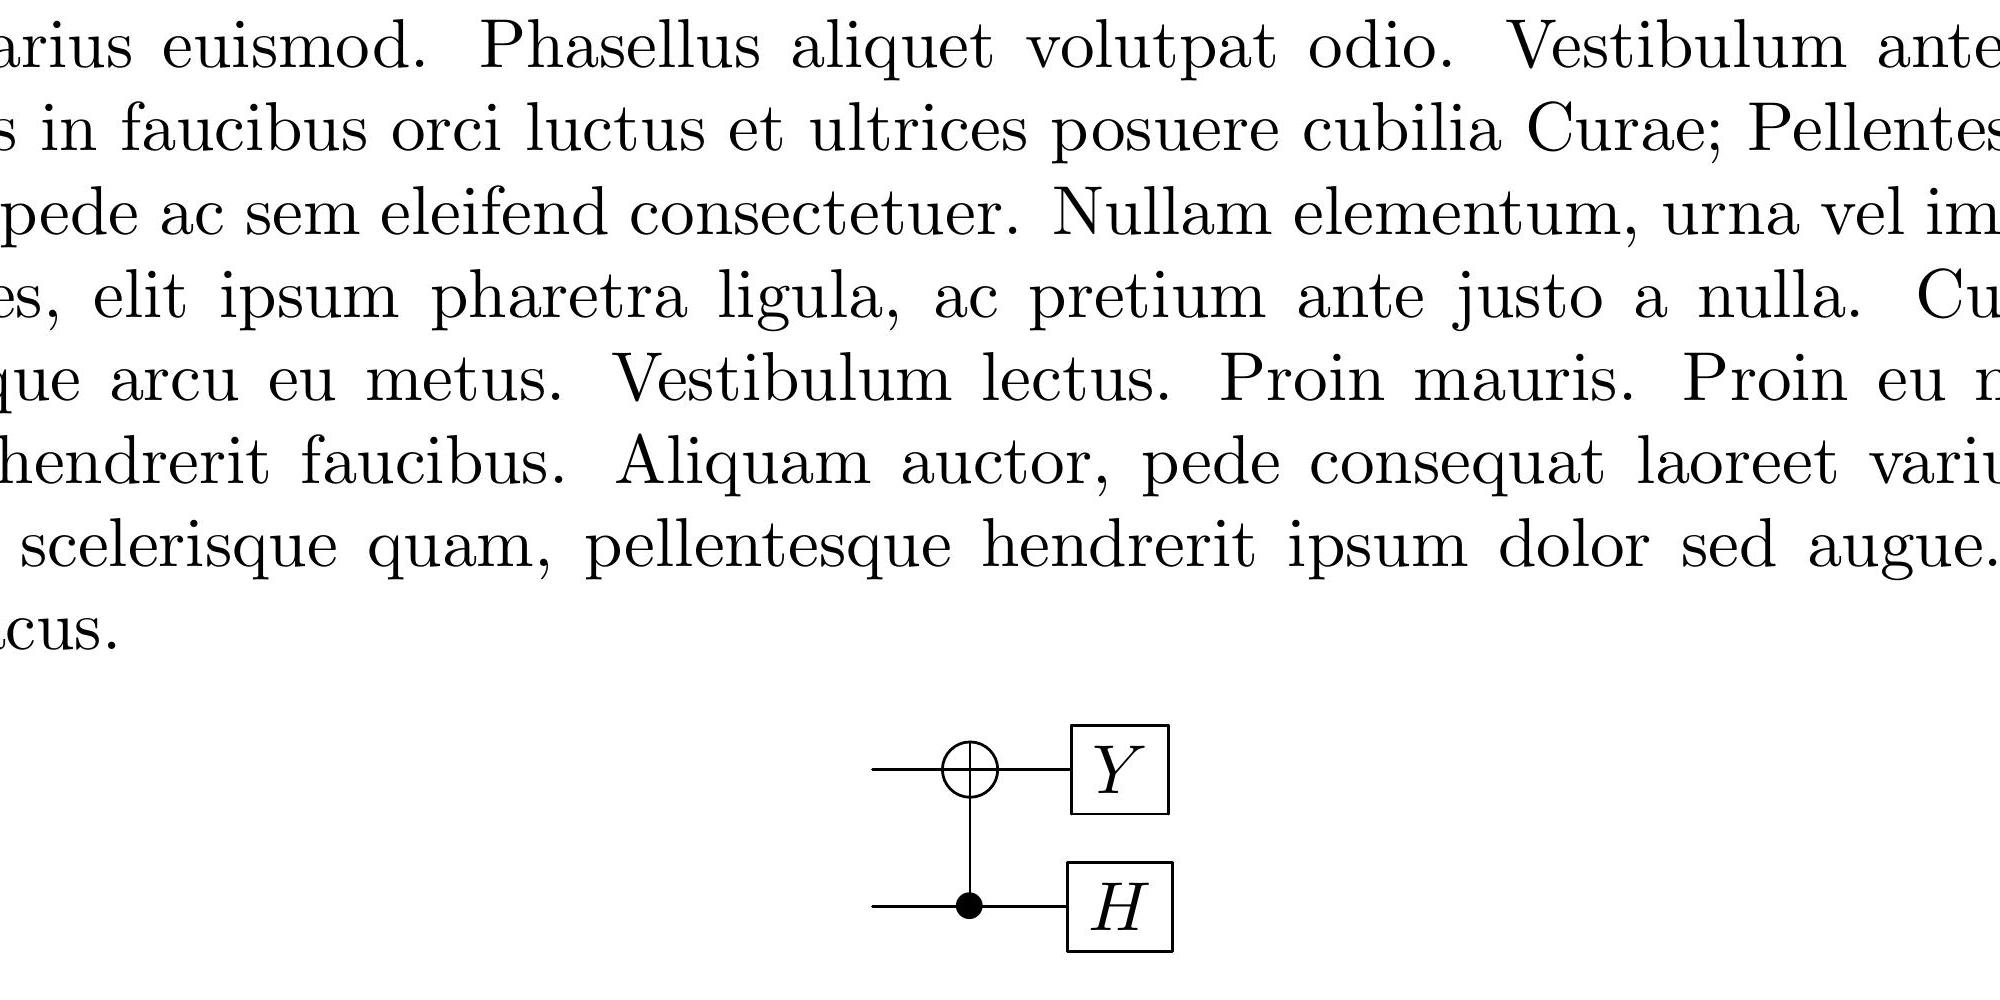 arius euismod. Phasellus aliquet volutpat odio. Vestibulum ante
s in faucibus orci luctus et ultrices posuere cubilia Curae; Pellentes
pede ac sem eleifend consectetuer. Nullam elementum, urna vel im
es, elit ipsum pharetra ligula, ac pretium ante justo a nulla. Cu
que arcu eu metus. Vestibulum lectus. Proin mauris. Proin eu n
hendrerit faucibus. Aliquam auctor, pede consequat laoreet variu
scelerisque quam, pellentesque hendrerit ipsum dolor sed augue.
cus.
Y
H